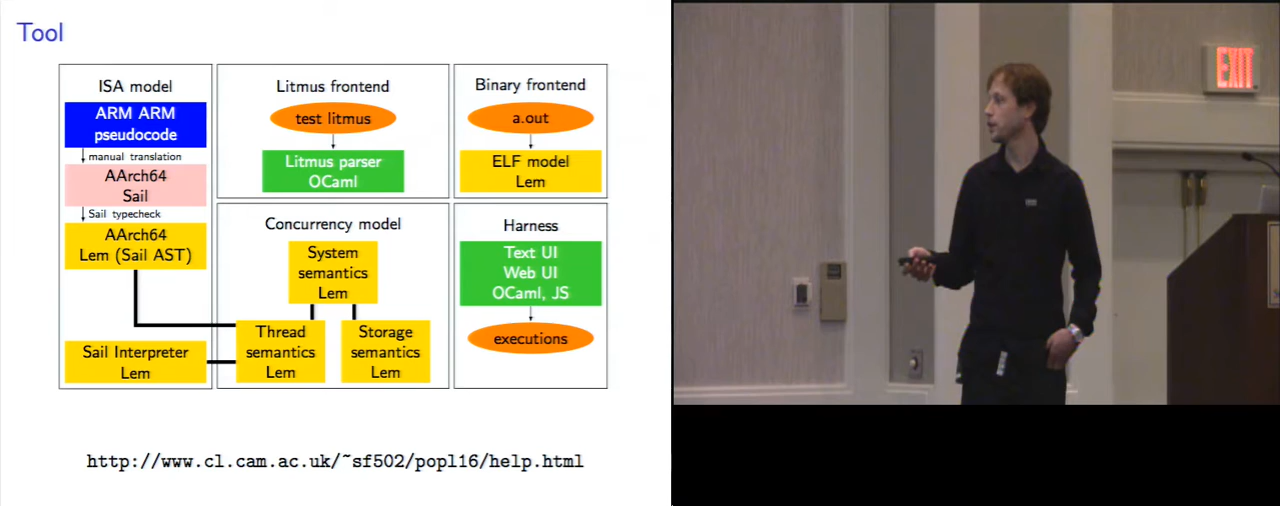 Tool
ISA model
ARM ARM
pseudocode
manual translation
AArch64
Sail
Sail typecheck
AArch64
Lem (Sail AST)
Sail Interpreter
Lem
Litmus frontend
test litmus
Litmus parser
OCaml
Binary frontend
a.out
ELF model
Lem
Concurrency model
System
semantics
Lem
Thread
semantics
Lem
Storage
semantics
Lem
Harness
Text UI
Web UI
OCaml, JS
executions
http://www.cl.cam.ac.uk/~sf502/popl16/help.html
EXIT